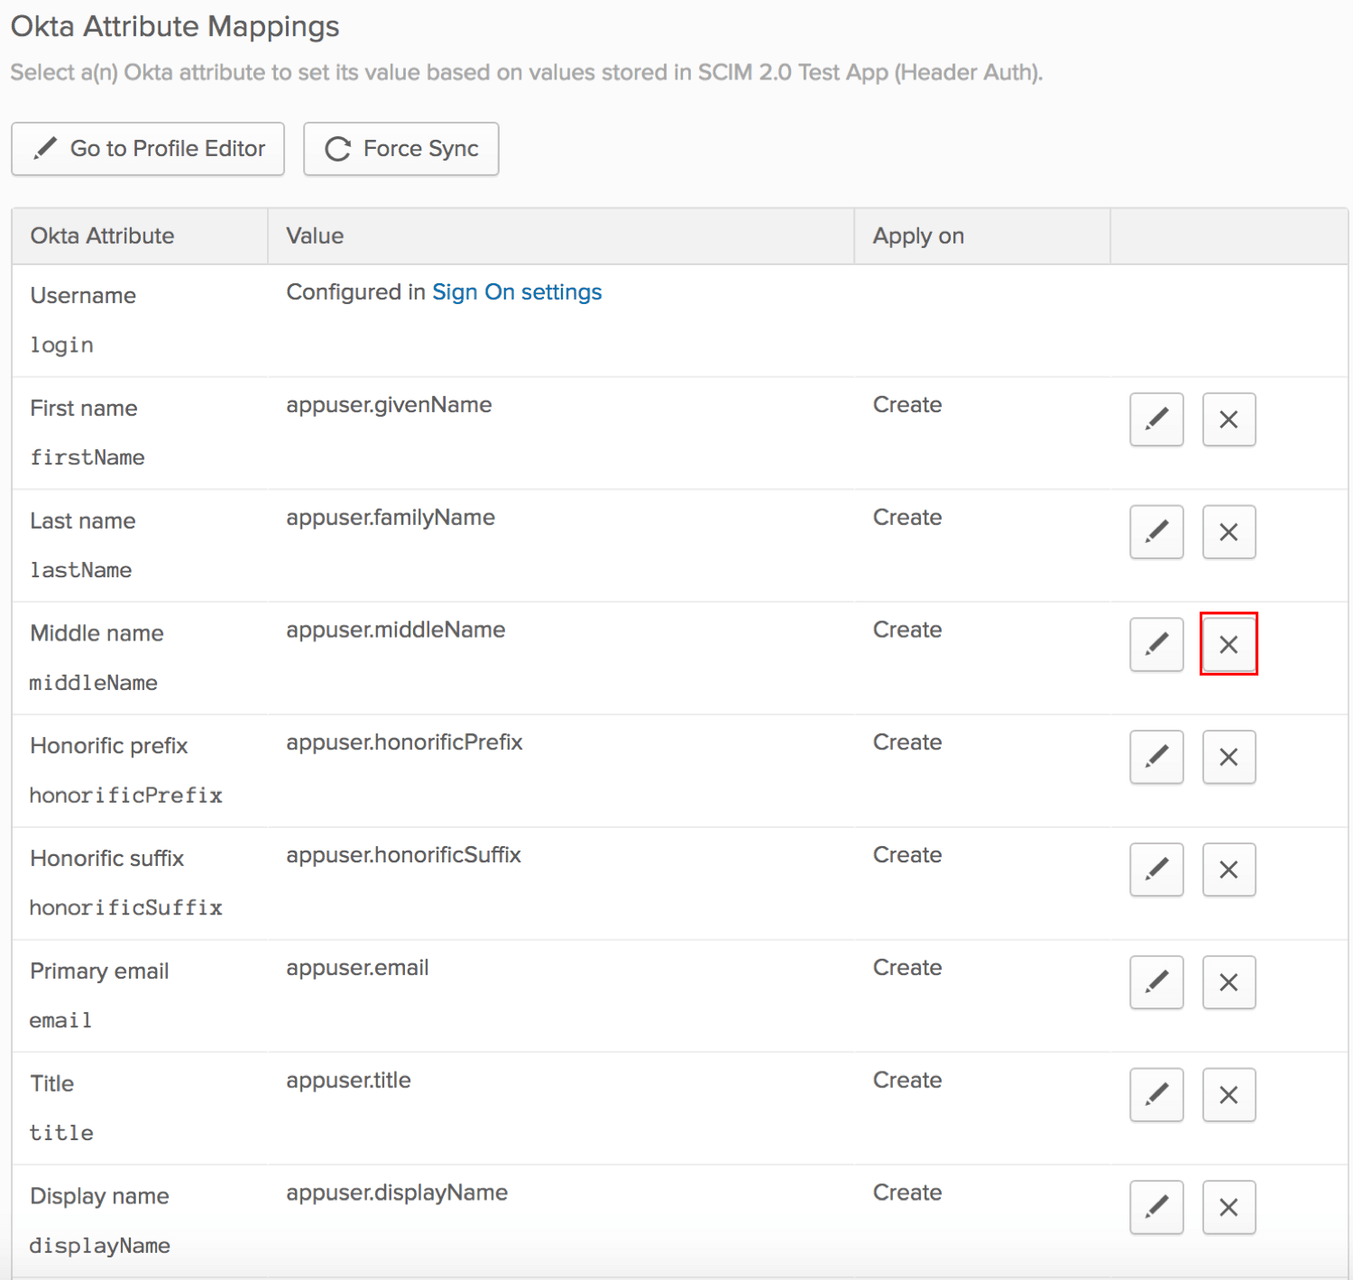 Okta Attribute Mappings
Select a(n) Okta attribute to set its value based on values stored in SCIM 2.0 Test App (Header Auth).
Go to Profile Editor Force Sync
Okta Attribute Value Apply on
Username Configured in Sign On settings
login
First name appuser.givenName Create
firstName
Last name appuser.familyName Create
lastName
Middle name appuser.middleName Create
middleName
Honorific prefix appuser.honorificPrefix Create
honorificPrefix
Honorific suffix appuser.honorificSuffix Create
honorificSuffix
Primary email appuser.email Create
email
Title appuser.title Create
title
Display name appuser.displayName Create
displayName